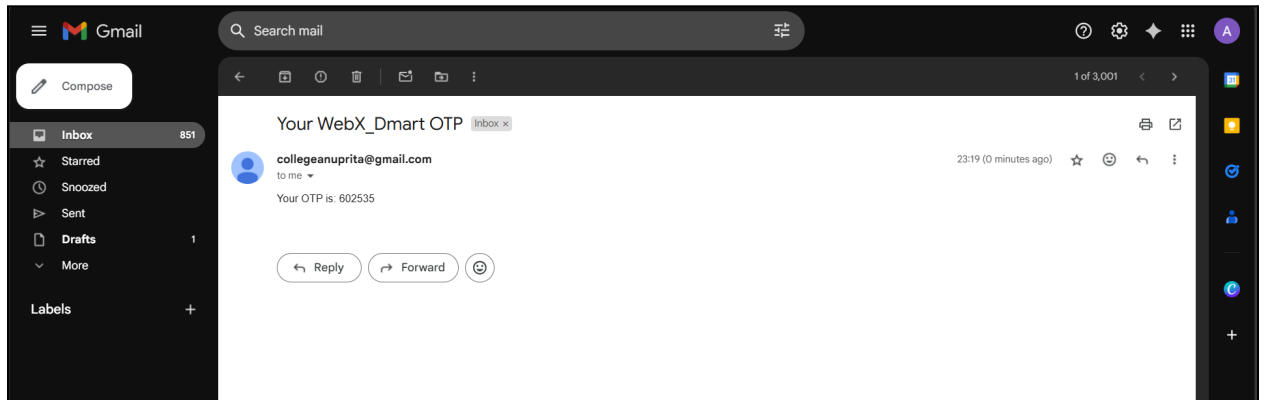 Gmail
Search mail
A
Compose
1 of 3,001
31
Your WebX_Dmart OTP Inbox ×
Inbox 851
collegeanuprita@gmail.com 23:19 (0 minutes ago)
Starred
to me
Snoozed
Your OTP is: 602535
Sent
Drafts 1
More
Reply Forward
Labels +